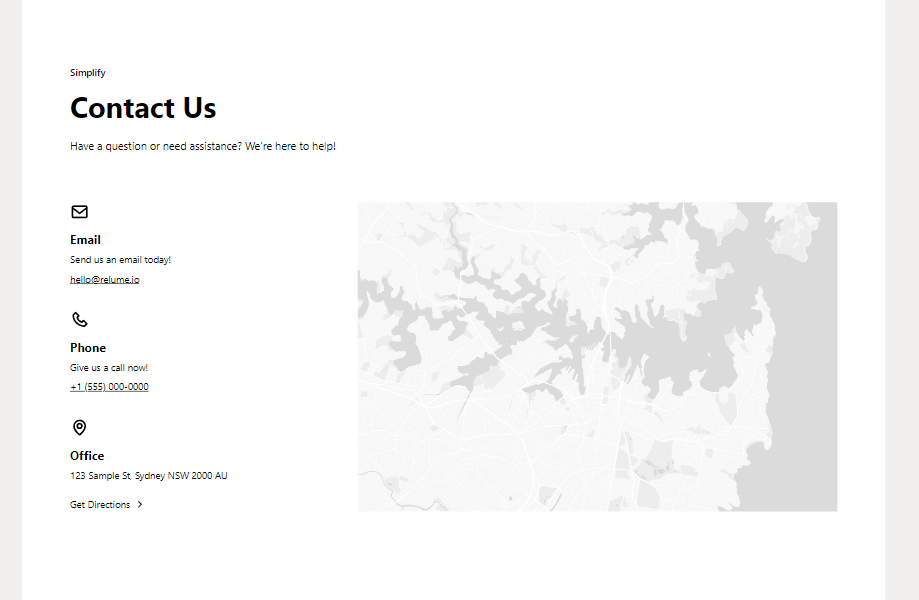 Simplify
Contact Us
Have a question or need assistance? We're here to help!
Email
Send us an email today!
hello@relume.io
Phone
Give us a call now!
+1 (555) 000-0000
Office
123 Sample St, Sydney NSW 2000 AU
Get Directions